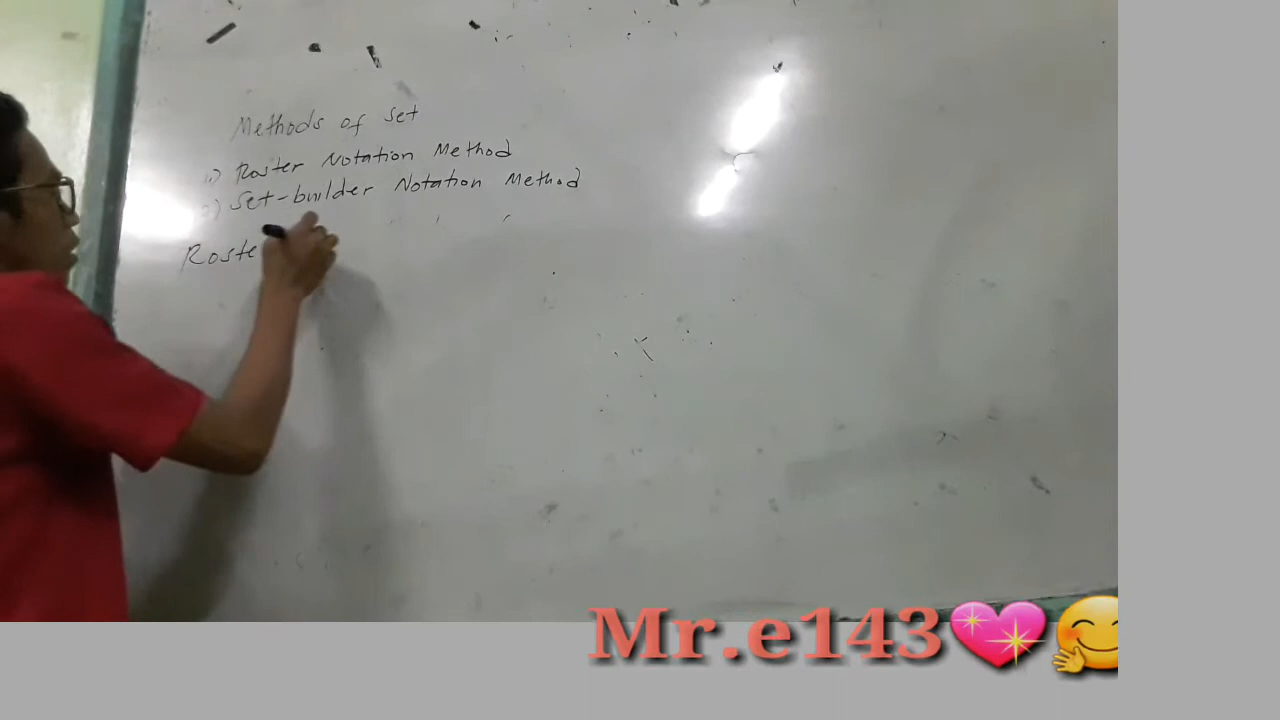 Methods of set
1.) Roster Notation Method
2.) Set-builder Notation Method
Roste
Mr.e143💖🤗